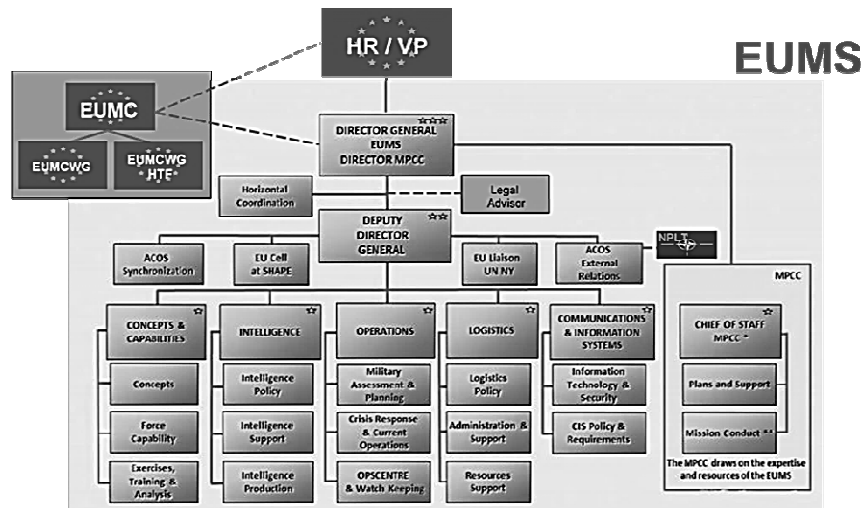 HR / VP
EUMS
EUMC
EUMCWG
EUMCWG
HTF
DIRECTOR GENERAL
EUMS
DIRECTOR MPCC
Horizontal
Coordination
Legal
Advisor
DEPUTY
DIRECTOR
GENERAL
NPLT
ACOS
Synchronization
EU Cell
at SHAPE
EU Liaison
UN NY
ACOS
External
Relations
MPCC
CONCEPTS &
CAPABILITIES
INTELLIGENCE
OPERATIONS
LOGISTICS
COMMUNICATIONS
& INFORMATION
SYSTEMS
CHIEF OF STAFF
MPCC *
Concepts
Intelligence
Policy
Military
Assessment &
Planning
Logistics
Policy
Information
Technology &
Security
Plans and Support
Force
Capability
Intelligence
Support
Crisis Response
& Current
Operations
Administration &
Support
CIS Policy &
Requirements
Mission Conduct **
Exercises,
Training &
Analysis
Intelligence
Production
OPSCENTRE
& Watch Keeping
Resources
Support
The MPCC draws on the expertise
and resources of the EUMS